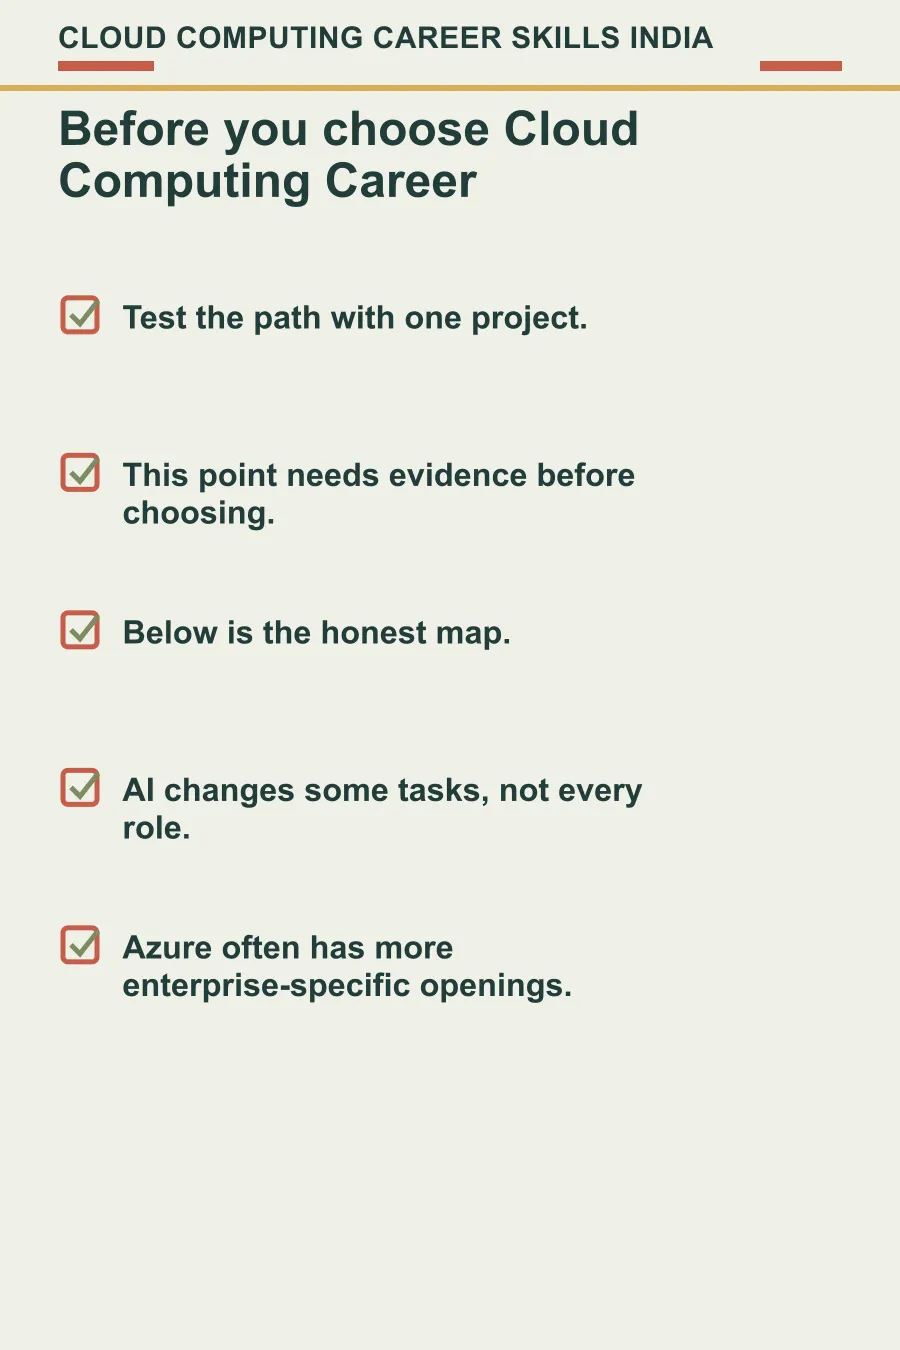 CLOUD COMPUTING CAREER SKILLS INDIA
Before you choose Cloud
Computing Career
Test the path with one project.
This point needs evidence before
choosing.
Below is the honest map.
AI changes some tasks, not every
role.
Azure often has more
enterprise-specific openings.